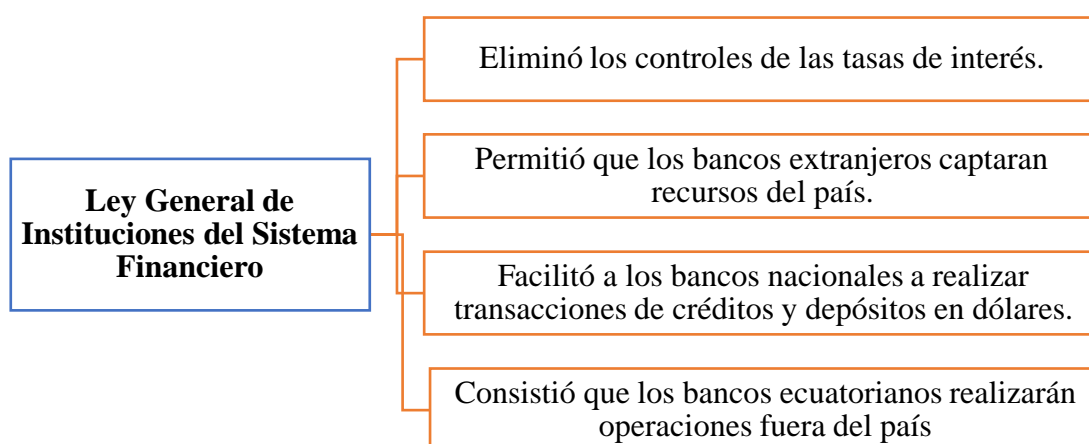 Eliminó los controles de las tasas de interés.
Permitió que los bancos extranjeros captaran
recursos del país.
Ley General de
Instituciones del Sistema
Financiero
Facilitó a los bancos nacionales a realizar
transacciones de créditos y depósitos en dólares.
Consistió que los bancos ecuatorianos realizarán
operaciones fuera del país